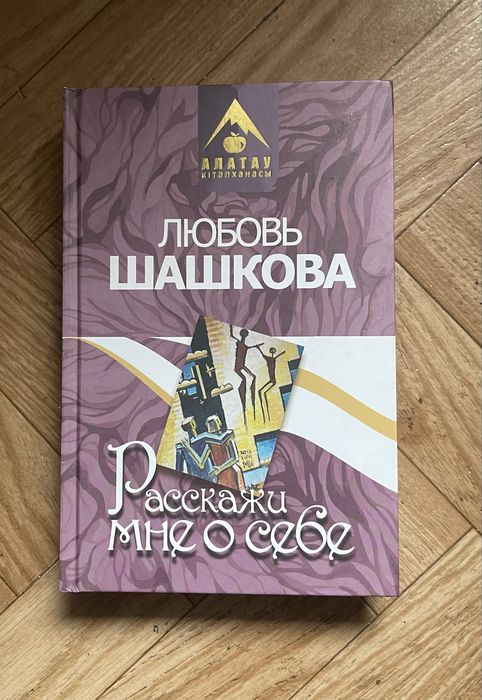 АЛАТАУ
КІТАПХАНАСЫ
ЛЮБОВЬ
ШАШКОВА
Расскажи
мне о себе